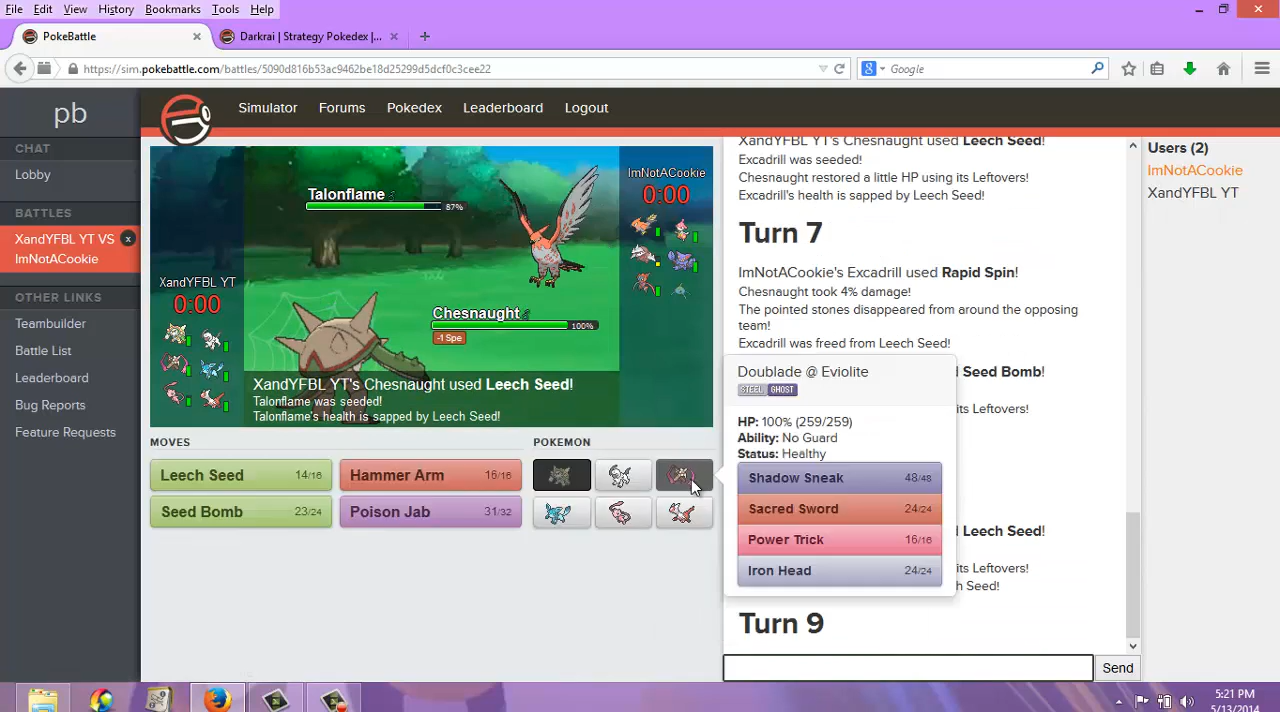 File Edit View History Bookmarks Tools Help
PokeBattle
Darkrai | Strategy Pokedex |...
https://sim.pokebattle.com/battles/5090d816b53ac9462be18d25299d5dcf0c3cee22
Google
pb
Simulator Forums Pokedex Leaderboard Logout
CHAT
Lobby
BATTLES
XandYFBL YT VS
ImNotACookie
OTHER LINKS
Teambuilder
Battle List
Leaderboard
Bug Reports
Feature Requests
XandYFBL YT
0:00
Talonflame
87%
Chesnaught
100%
-1 Spe
XandYFBL YT's Chesnaught used Leech Seed!
Talonflame was seeded!
Talonflame's health is sapped by Leech Seed!
ImNotACookie
0:00
MOVES
Leech Seed 14/16
Hammer Arm 16/16
Seed Bomb 23/24
Poison Jab 31/32
POKEMON
XandYFBL YT's Chesnaught used Leech Seed!
Excadrill was seeded!
Chesnaught restored a little HP using its Leftovers!
Excadrill's health is sapped by Leech Seed!
Turn 7
ImNotACookie's Excadrill used Rapid Spin!
Chesnaught took 4% damage!
The pointed stones disappeared from around the opposing
team!
Excadrill was freed from Leech Seed!
Seed Bomb!
its Leftovers!
Leech Seed!
its Leftovers!
h Seed!
Turn 9
Doublade @ Eviolite
STEEL GHOST
HP: 100% (259/259)
Ability: No Guard
Status: Healthy
Shadow Sneak 48/48
Sacred Sword 24/24
Power Trick 16/16
Iron Head 24/24
Send
Users (2)
ImNotACookie
XandYFBL YT
5:21 PM
5/13/2014